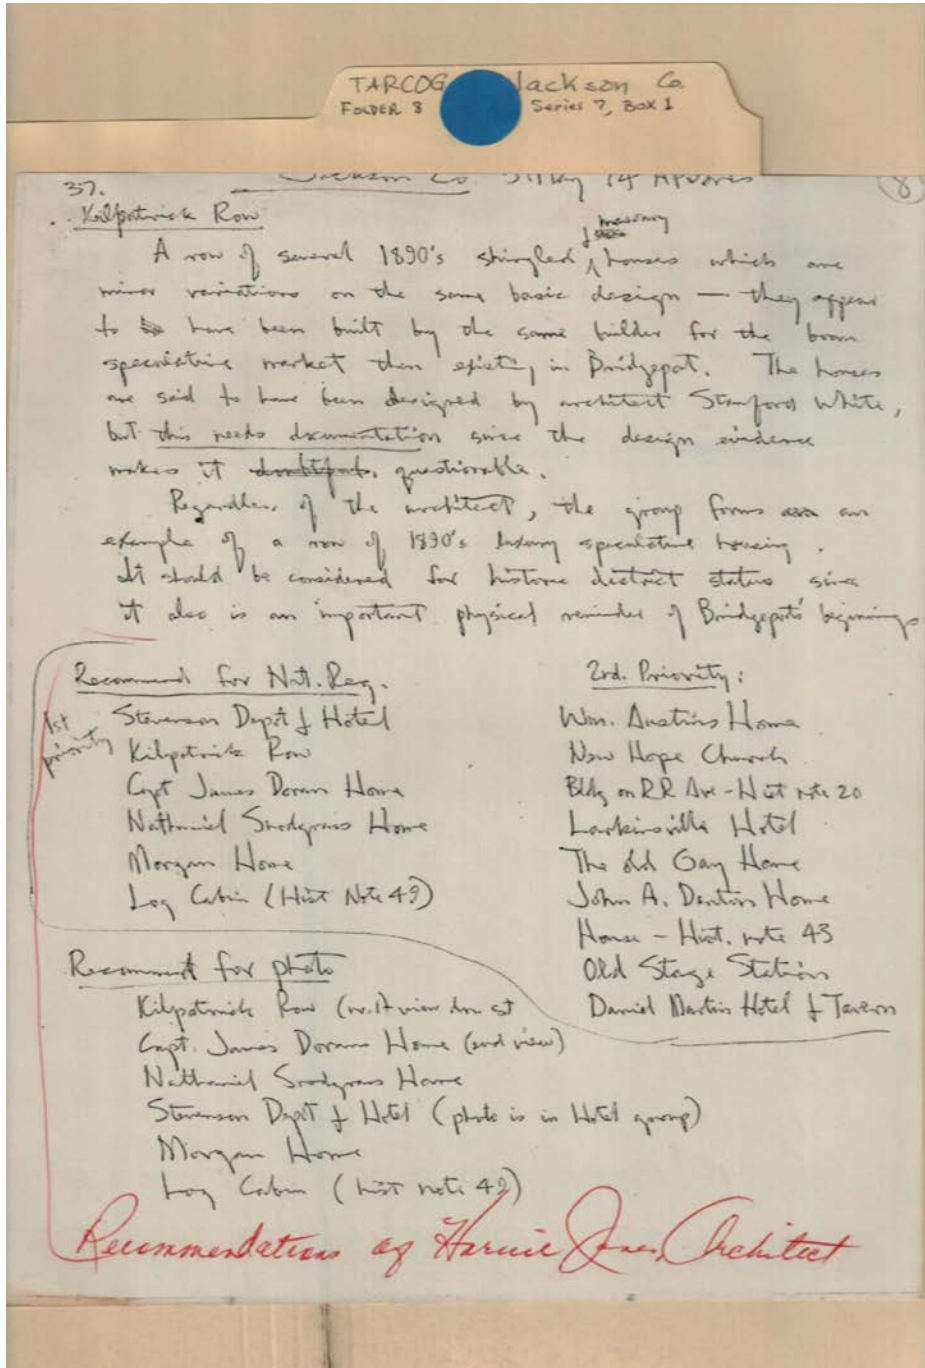 TARCOG Jackson Co.
FOLDER 8 Series 7, Box 1
Jackson Co
8
37.
Kilpatrick Row
masonry
A row of several 1890's shingled & houses which are
minor variations on the same basic design — they appear
to have been built by the same builder for the boom
speculative market then existing in Bridgeport. The houses
are said to have been designed by architect Stanford White,
but this needs documentation since the design evidence
makes it doubtful, questionable.
Regardless of the architect, the group forms an
example of a row of 1890's luxury speculative housing.
It should be considered for historic district status since
it also is an important physical reminder of Bridgeport's beginnings
Recommend for Nat. Reg.
1st priority
Stevenson Depot & Hotel
Kilpatrick Row
Capt James Doran Home
Nathaniel Snodgrass Home
Morgan Home
Log Cabin (Hist Note 49)
2nd. Priority:
Wm. Austin's Home
New Hope Church
Bldg on RR Ave - Hist note 20
Larkinsville Hotel
The old Gay Home
John A. Denton Home
House - Hist. note 43
Old Stage Station
Daniel Martin Hotel & Tavern
Recommend for photo
Kilpatrick Row (view dn. st
Capt. James Doran Home (end view)
Nathaniel Snodgrass Home
Stevenson Depot & Hotel (photo is in Hotel group)
Morgan Home
Log Cabin (hist note 49)
Recommendations of Harvie Jones, Architect